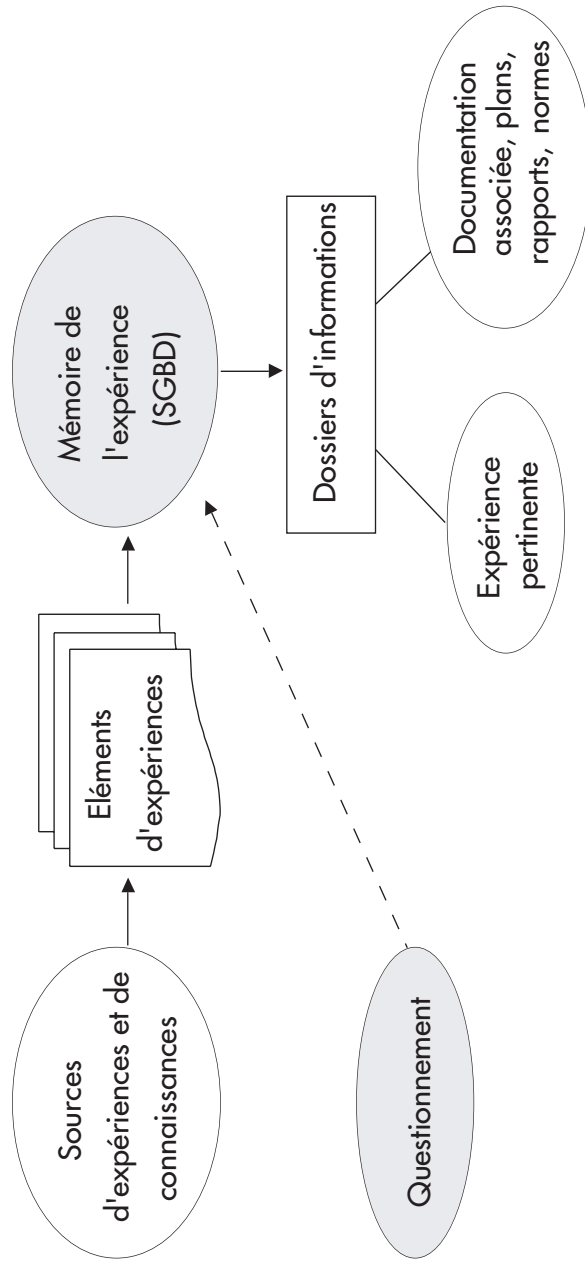 Sources
d'expériences et de
connaissances
Eléments
d'expériences
Mémoire de
l'expérience
(SGBD)
Questionnement
Dossiers d'informations
Expérience
pertinente
Documentation
associée, plans,
rapports, normes